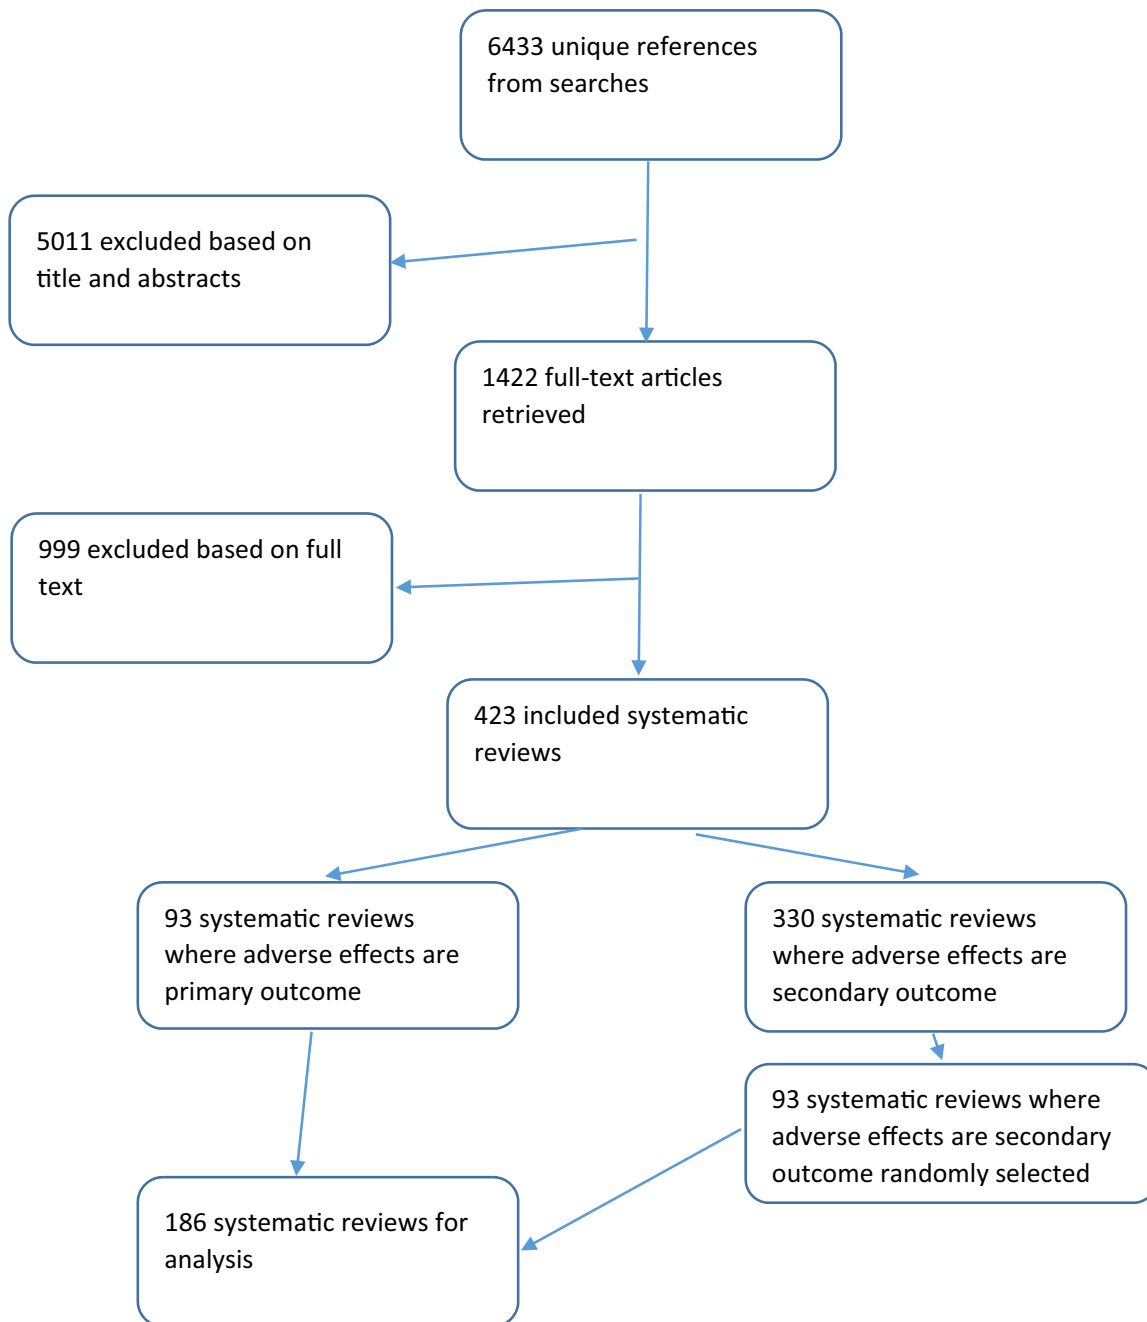 6433 unique references
from searches
5011 excluded based on
title and abstracts
1422 full-text articles
retrieved
999 excluded based on full
text
423 included systematic
reviews
93 systematic reviews
where adverse effects are
primary outcome
330 systematic reviews
where adverse effects are
secondary outcome
93 systematic reviews where
adverse effects are secondary
outcome randomly selected
186 systematic reviews for
analysis